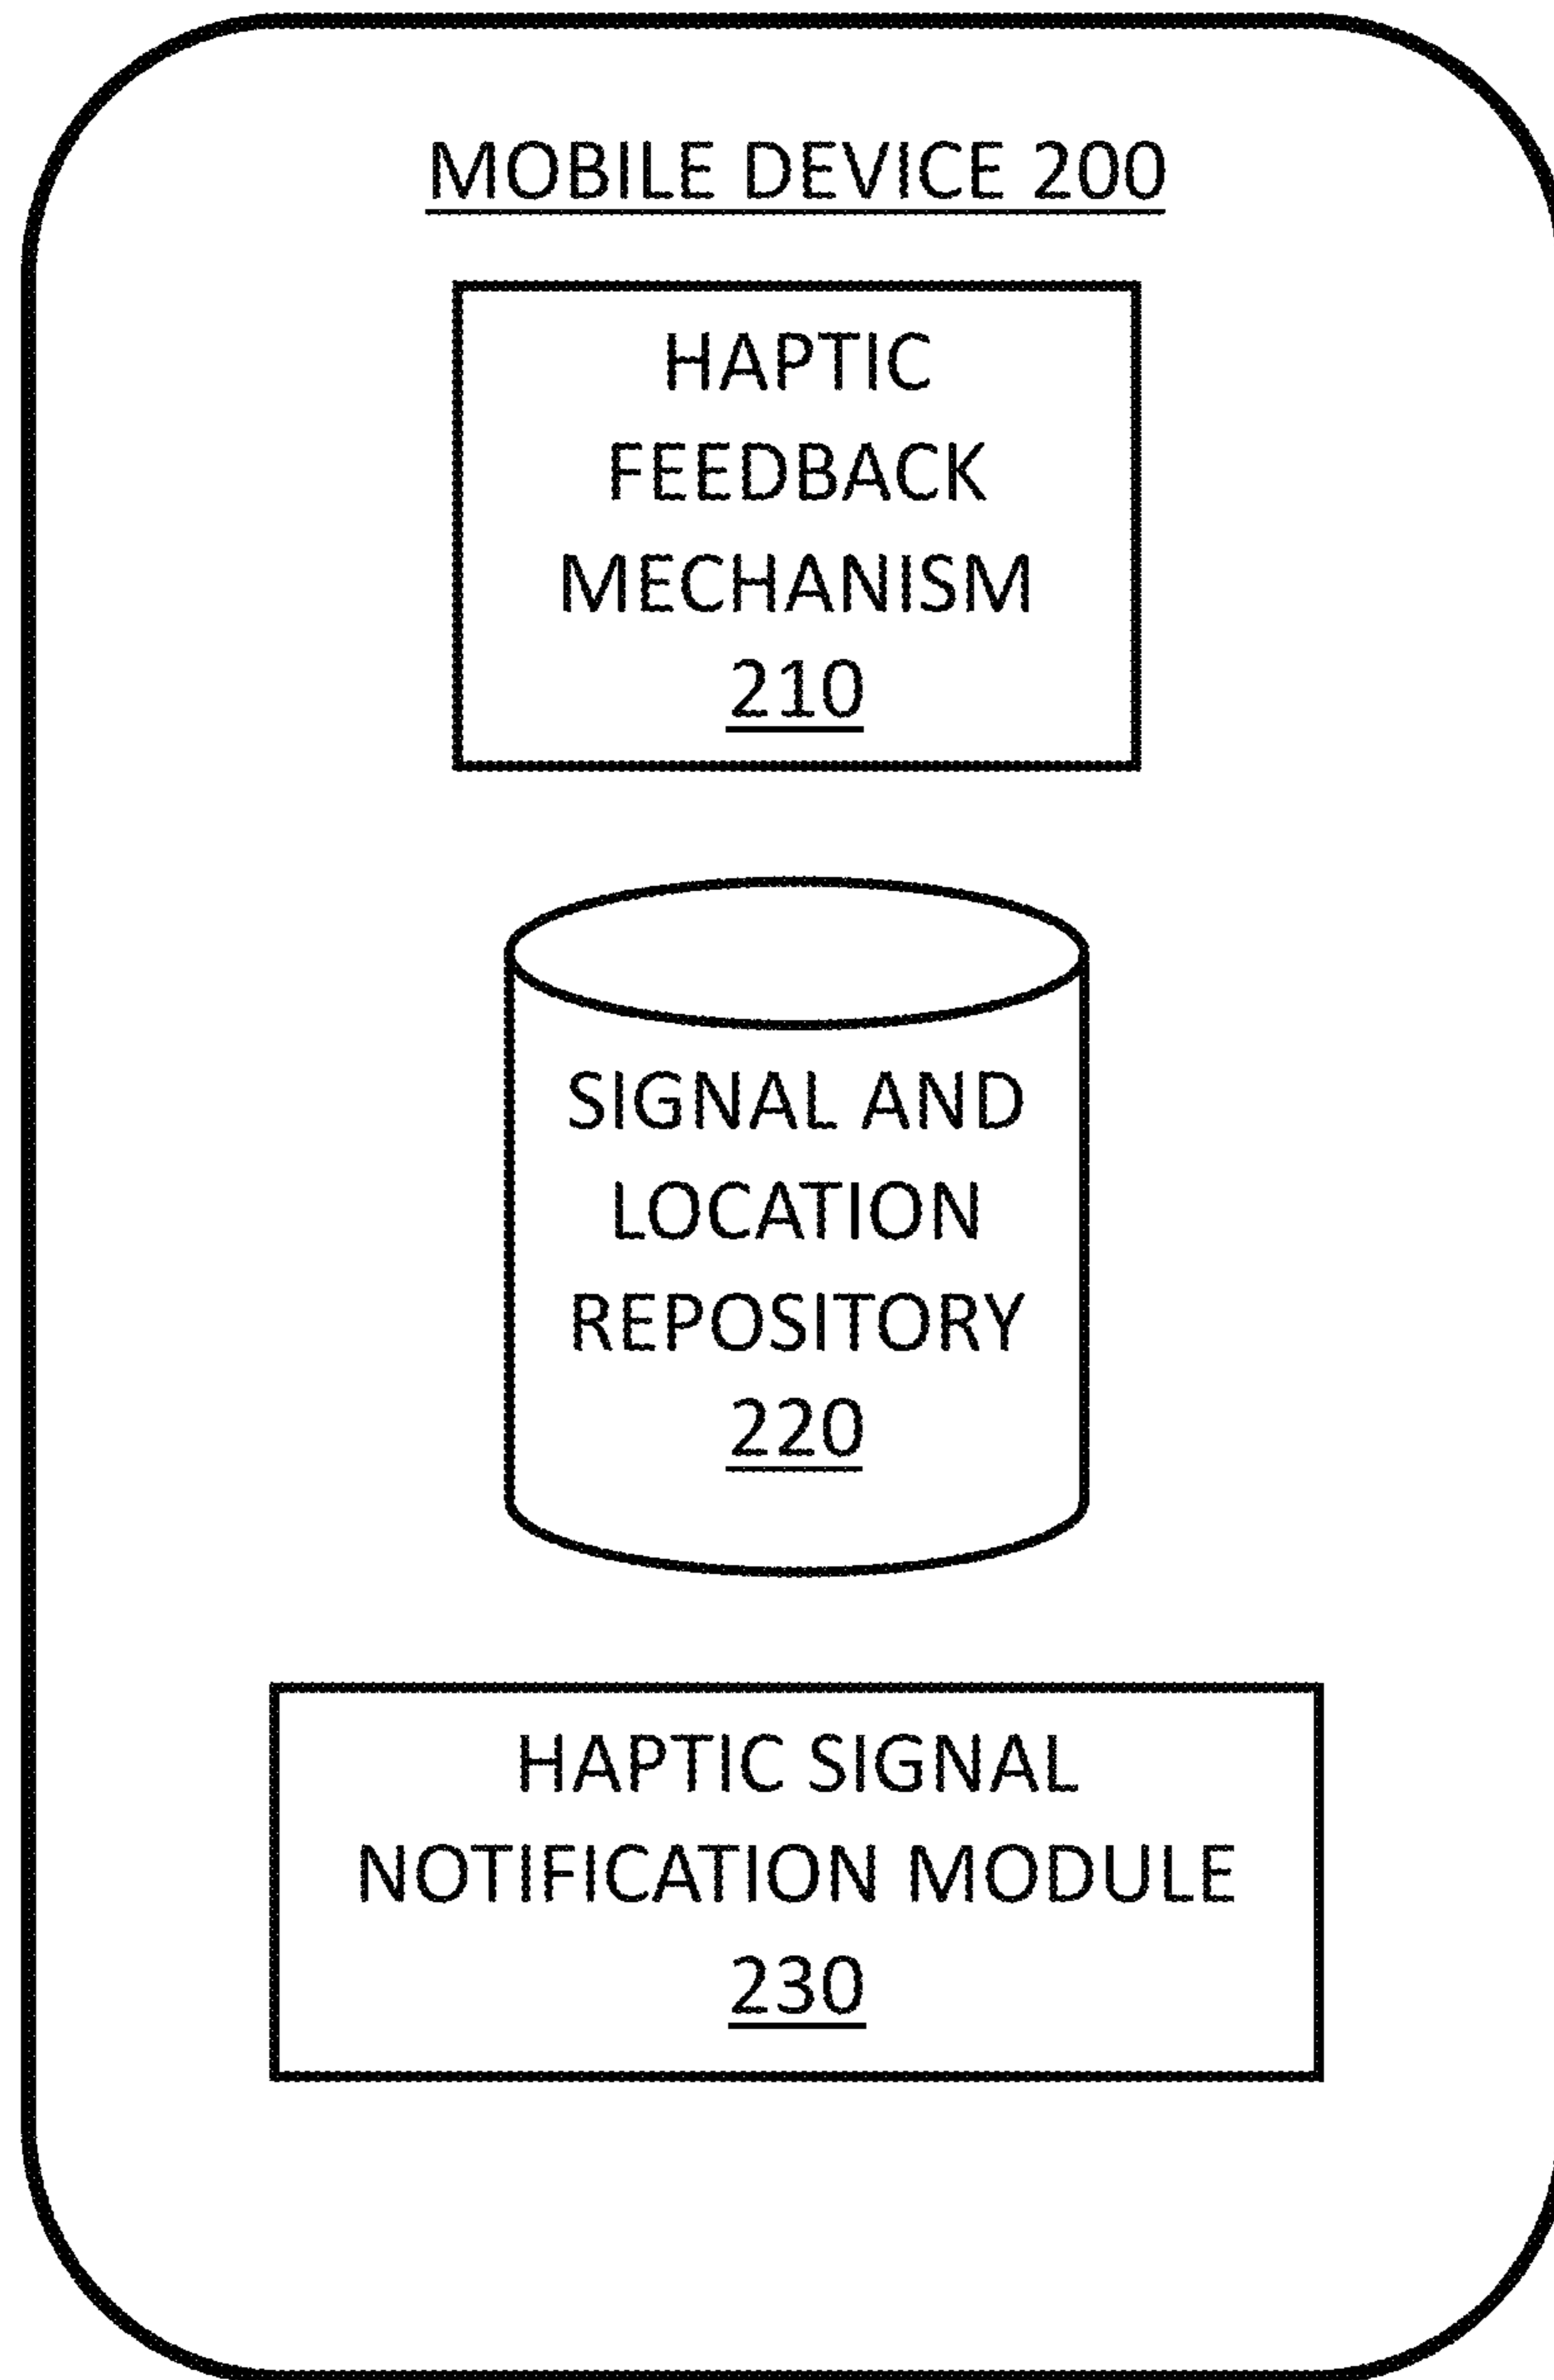 MOBILE DEVICE 200
HAPTIC
FEEDBACK
MECHANISM
210
SIGNAL AND
LOCATION
REPOSITORY
220
HAPTIC SIGNAL
NOTIFICATION MODULE
230